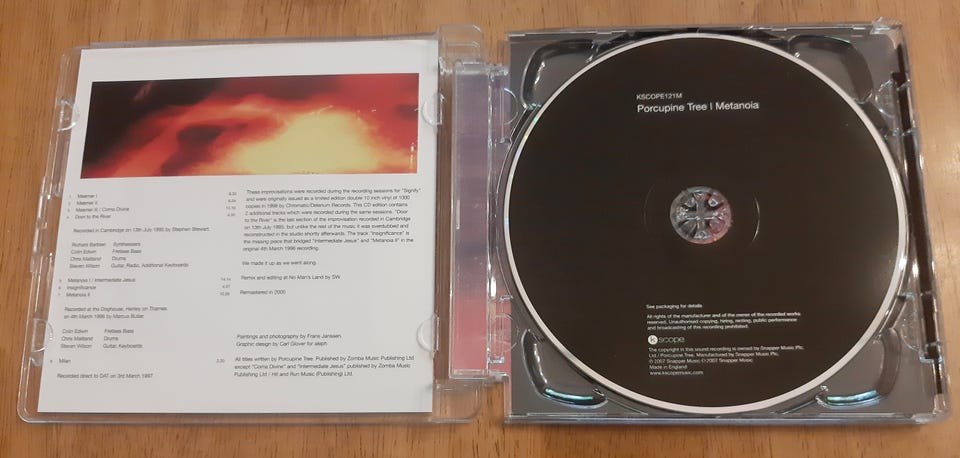 1 Mesmer I 8.33
2 Mesmer II 6.24
3 Mesmer III / Coma Divine
4 Door to the River
Recorded in Cambridge on 13th July 1995 by Stephen Stewart.
Richard Barbieri Synthesisers
Colin Edwin Fretless Bass
Chris Maitland Drums
Steven Wilson Guitar, Radio, Additional Keyboards
5 Metanoia I / Intermediate Jesus 14.14
6 Insignificance 4.37
7 Metanoia II 10.56
Recorded at the Doghouse, Henley on Thames
on 4th March 1996 by Marcus Butler
Colin Edwin Fretless Bass
Chris Maitland Drums
Steven Wilson Guitar, Keyboards
8 Milan
Recorded direct to DAT on 3rd March 1997
These improvisations were recorded during the recording sessions for "Signify"
and were originally issued as a limited edition double 10 inch vinyl of 1000
copies in 1998 by Chromatic/Delerium Records. This CD edition contains
2 additional tracks which were recorded during the same sessions. "Door
to the River" is the last section of the improvisation recorded in Cambridge
on 13th July 1995, but unlike the rest of the music it was overdubbed and
reconstructed in the studio shortly afterwards. The track "Insignificance" is
the missing piece that bridged "Intermediate Jesus" and "Metanoia II" in the
original 4th March 1996 recording.
We made it up as we went along.
Remix and editing at No Man's Land by SW
Remastered in 2005
Paintings and photography by Frans Janssen
Graphic design by Carl Glover for aleph
All titles written by Porcupine Tree. Published by Zomba Music Publishing Ltd
except "Coma Divine" and "Intermediate Jesus" published by Zomba Music
Publishing Ltd / Hit and Run Music (Publishing) Ltd.
KSCOPE121M
Porcupine Tree | Metanoia
See packaging for details
All rights of the manufacturer and of the owner of the recorded works
reserved. Unauthorised copying, hiring, renting, public performance
and broadcasting of this recording prohibited.
k scope
The copyright in this sound recording is owned by Snapper Music Plc.
Ltd / Porcupine Tree. Manufactured by Snapper Music Plc.
℗ 2007 Snapper Music © 2007 Snapper Music
Made in England
www.kscopemusic.com